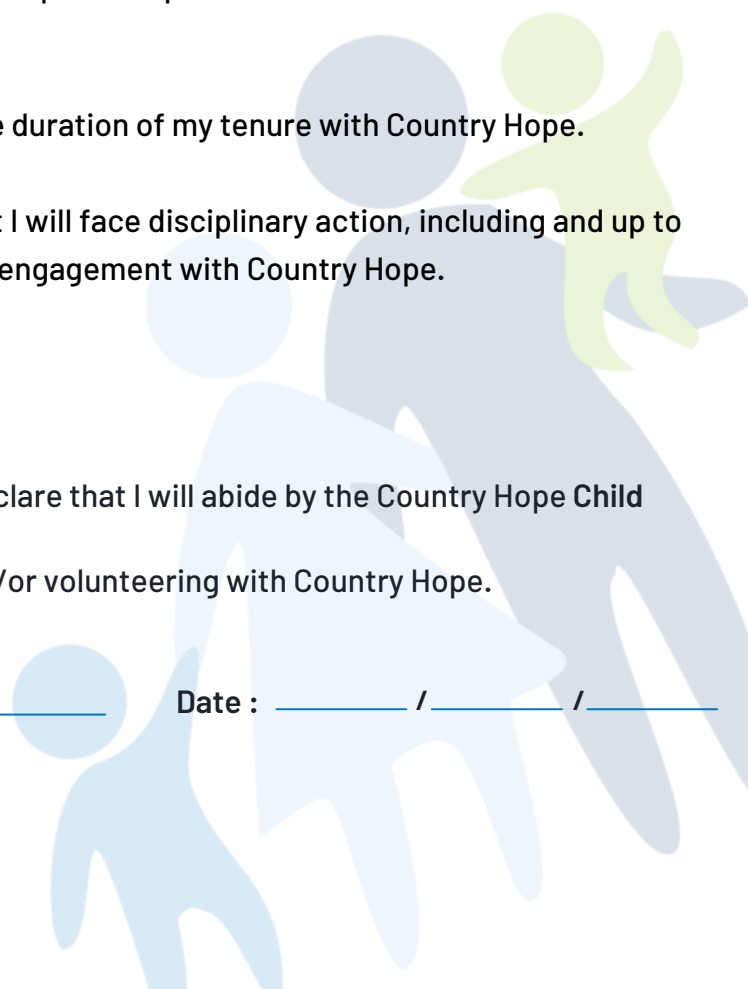 duration of my tenure with Country Hope.
I will face disciplinary action, including and up to
engagement with Country Hope.
that I will abide by the Country Hope Child
/or volunteering with Country Hope.
Date : / /